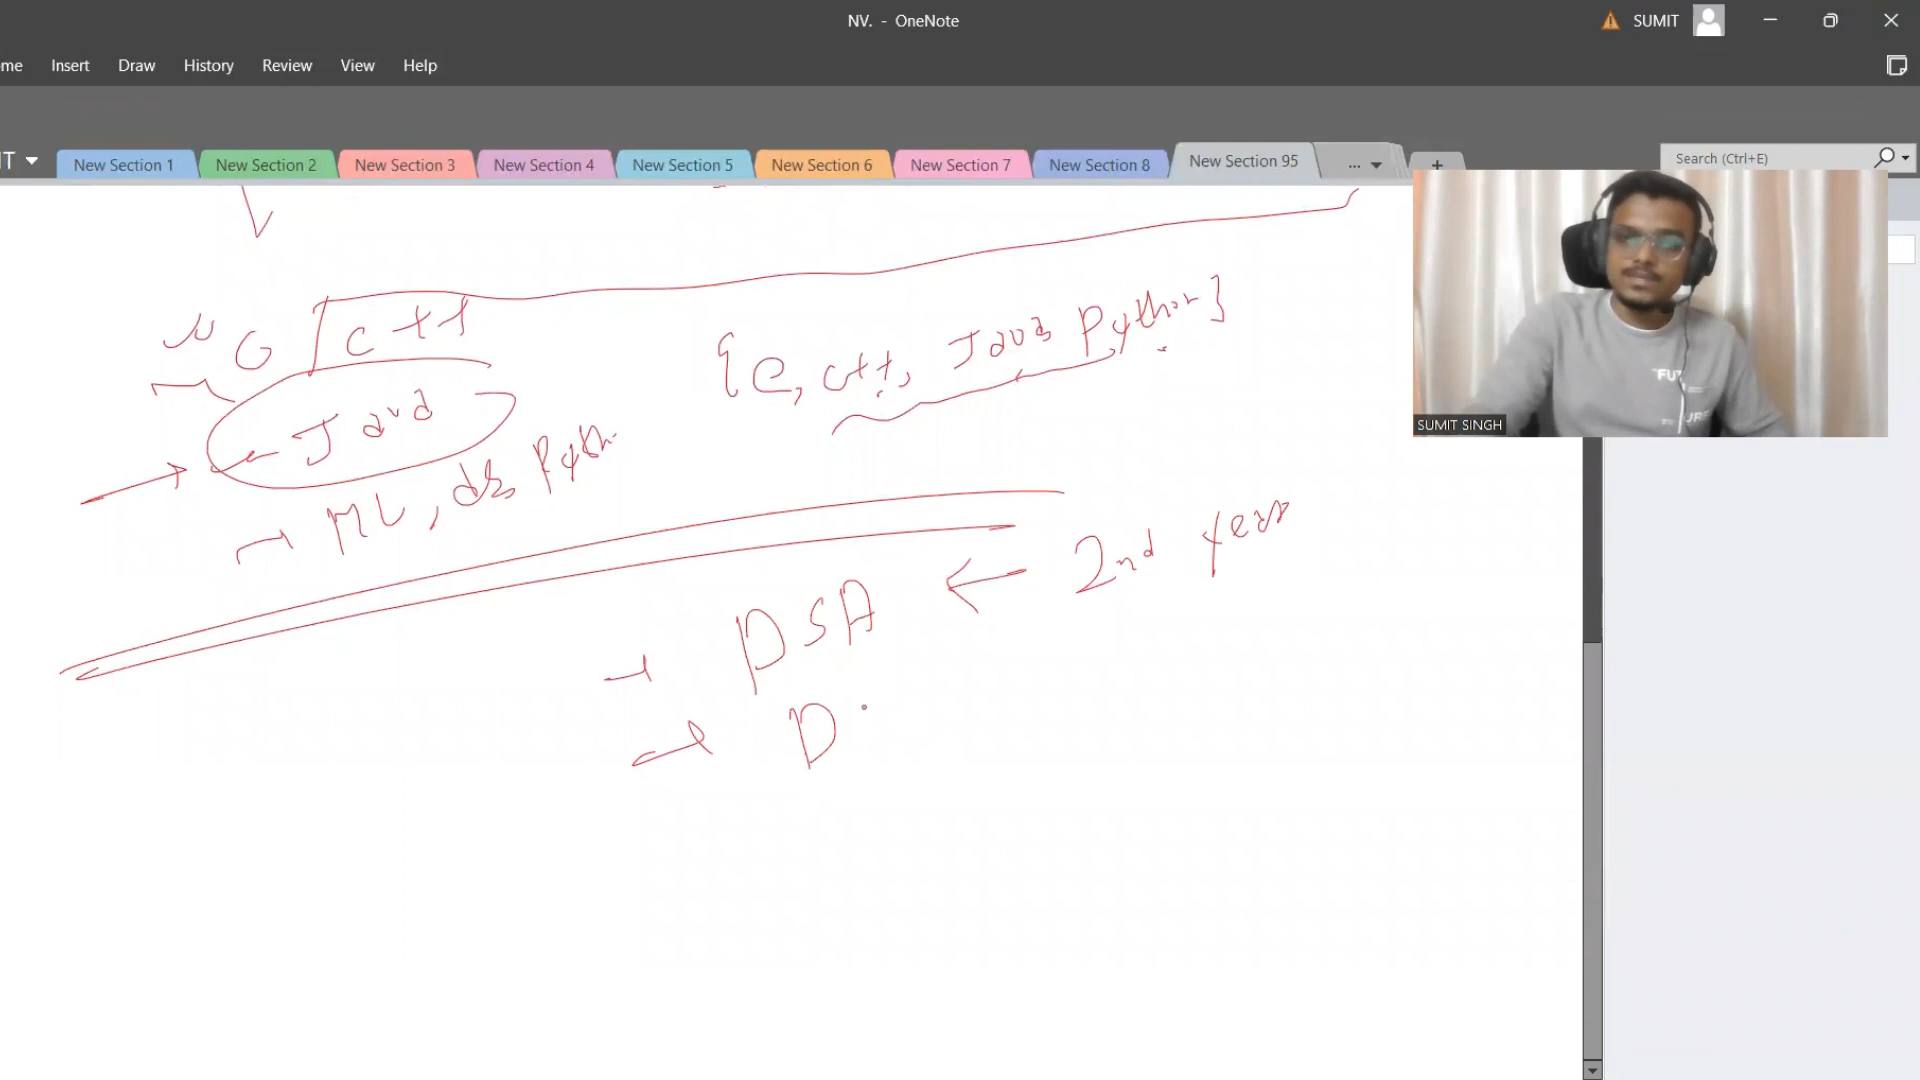 NV. - OneNote
SUMIT
me Insert Draw History Review View Help
T New Section 1 New Section 2 New Section 3 New Section 4 New Section 5 New Section 6 New Section 7 New Section 8 New Section 95 ... +
Search (Ctrl+E)
SUMIT SINGH
G C++
{C, C++, Java Python}
Java
ML, ds, Pyth
DSA ← 2nd year
D